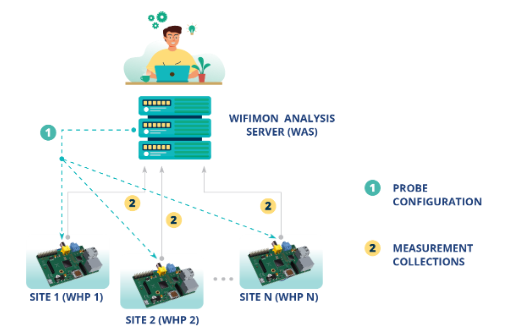 WIFIMON ANALYSIS
SERVER (WAS)
1
1
PROBE
CONFIGURATION
2
2
2
2
MEASUREMENT
COLLECTIONS
SITE 1 (WHP 1)
SITE 2 (WHP 2)
SITE N (WHP N)